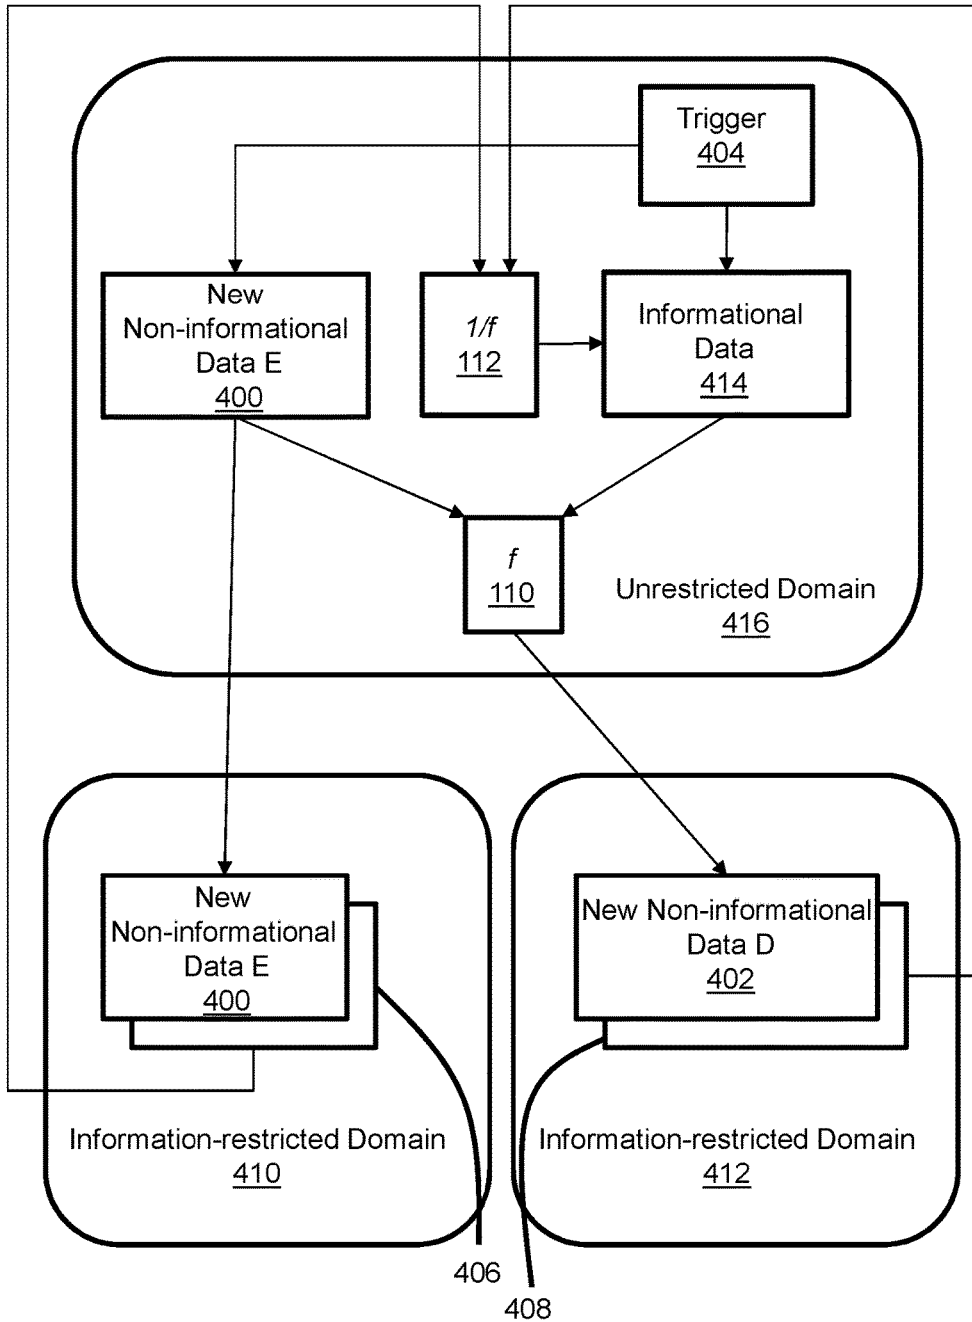 Trigger
404
New
Non-informational
Data E
400
1/f
112
Informational
Data
414
f
110
Unrestricted Domain
416
New
Non-informational
Data E
400
New Non-informational
Data D
402
Information-restricted Domain
410
Information-restricted Domain
412
406
408